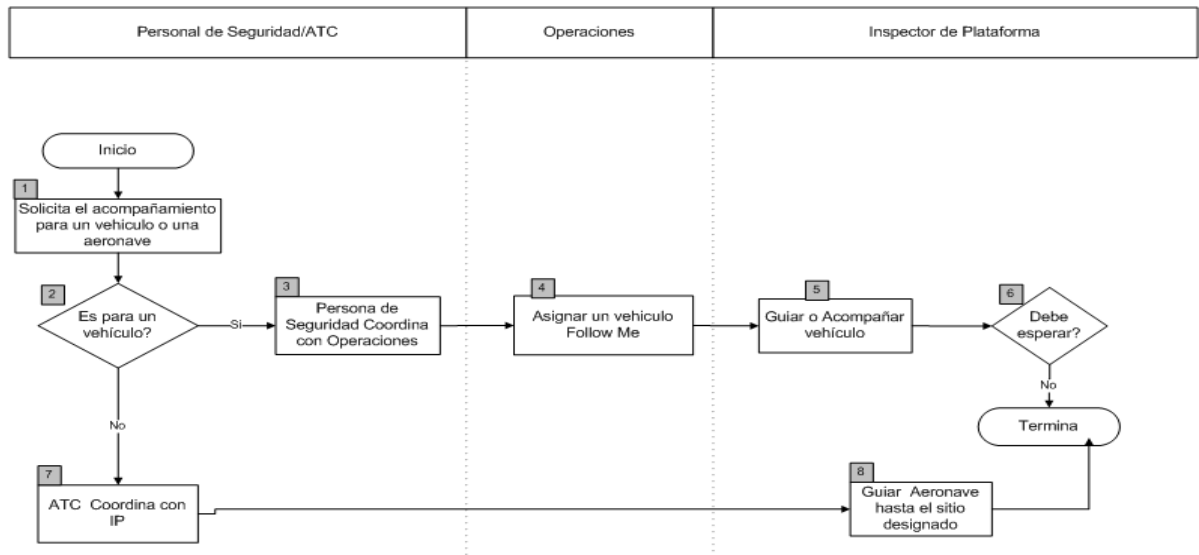 Personal de Seguridad/ATC
Operaciones
Inspector de Plataforma
Inicio
1
Solicita el acompañamiento
para un vehiculo o una
aeronave
2
Es para un
vehículo?
Si
3
Persona de
Seguridad Coordina
con Operaciones
4
Asignar un vehiculo
Follow Me
5
Guiar o Acompañar
vehículo
6
Debe
esperar?
No
Termina
No
7
ATC Coordina con
IP
8
Guiar Aeronave
hasta el sitio
designado